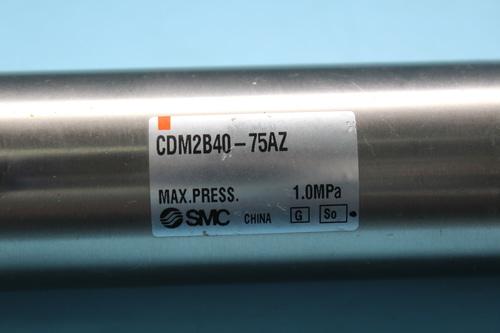 CDM2B40-75AZ
MAX.PRESS. 1.0MPa
SMC CHINA G So